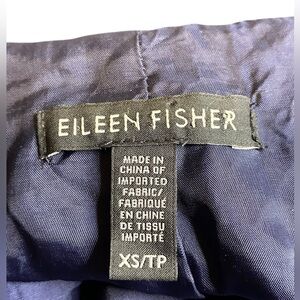 EILEEN FISHER
MADE IN
CHINA OF
IMPORTED
FABRIC/
FABRIQUÉ
EN CHINE
DE TISSU
IMPORTÉ
XS/TP